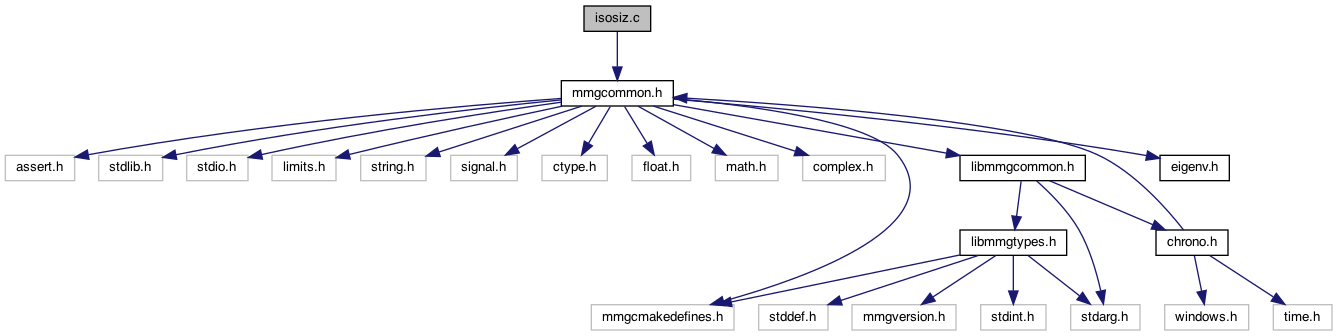 isosiz.c
mmgcommon.h
assert.h
stdlib.h
stdio.h
limits.h
string.h
signal.h
ctype.h
float.h
math.h
complex.h
libmmgcommon.h
eigenv.h
libmmgtypes.h
chrono.h
mmgcmakedefines.h
stddef.h
mmgversion.h
stdint.h
stdarg.h
windows.h
time.h